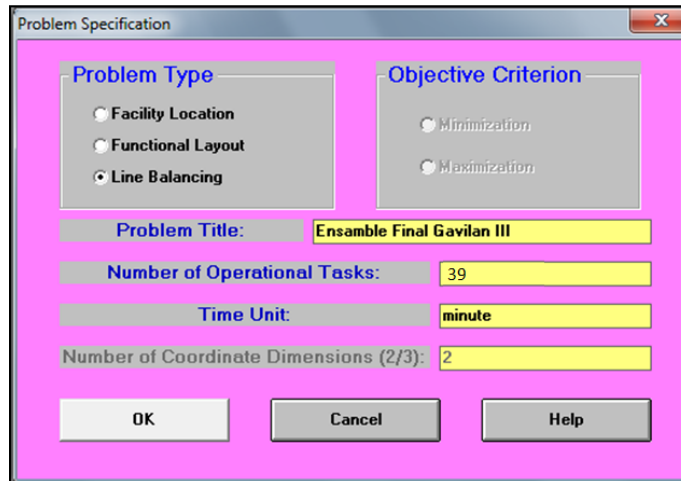 Problem Specification
Problem Type
Facility Location
Functional Layout
Line Balancing
Objective Criterion
Minimization
Maximization
Problem Title: Ensamble Final Gavilan III
Number of Operational Tasks: 39
Time Unit: minute
Number of Coordinate Dimensions (2/3): 2
OK Cancel Help